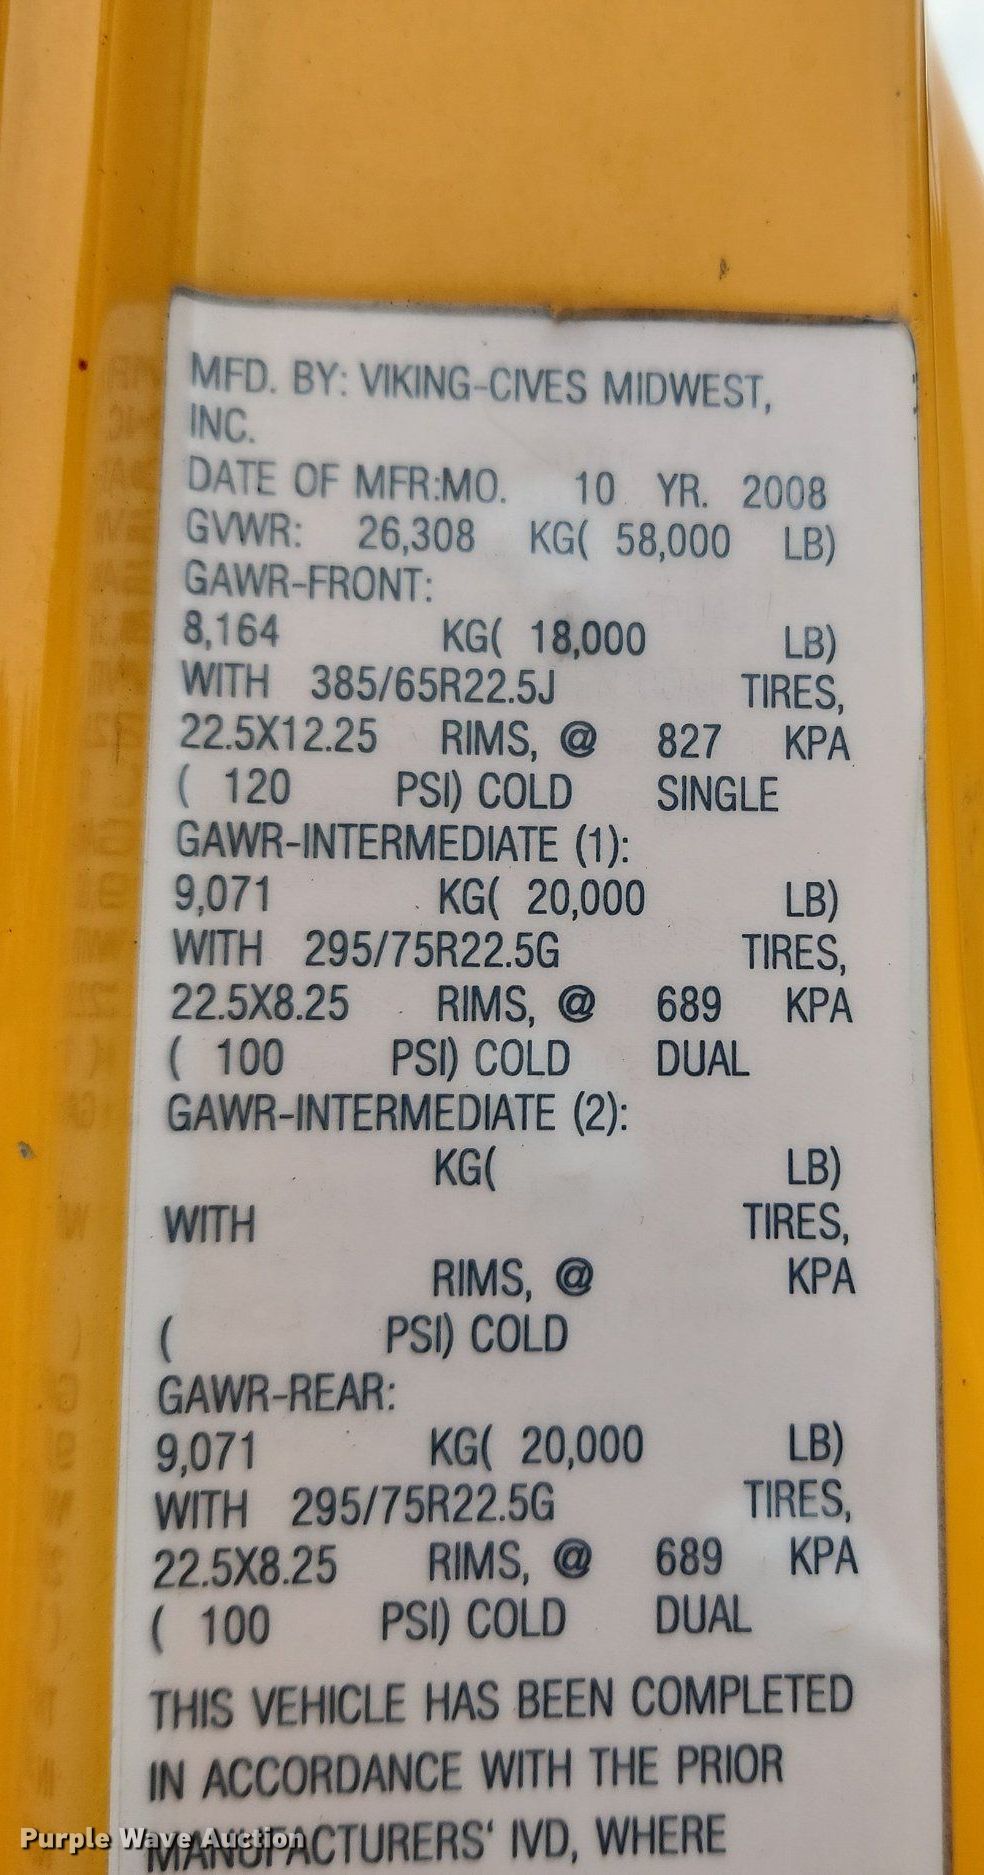 MFD. BY: VIKING-CIVES MIDWEST,
INC.
DATE OF MFR:MO. 10 YR. 2008
GVWR: 26,308 KG( 58,000 LB)
GAWR-FRONT:
8,164 KG( 18,000 LB)
WITH 385/65R22.5J TIRES,
22.5X12.25 RIMS, @ 827 KPA
( 120 PSI) COLD SINGLE
GAWR-INTERMEDIATE (1):
9,071 KG( 20,000 LB)
WITH 295/75R22.5G TIRES,
22.5X8.25 RIMS, @ 689 KPA
( 100 PSI) COLD DUAL
GAWR-INTERMEDIATE (2):
KG( LB)
WITH TIRES,
RIMS, @ KPA
( PSI) COLD
GAWR-REAR:
9,071 KG( 20,000 LB)
WITH 295/75R22.5G TIRES,
22.5X8.25 RIMS, @ 689 KPA
( 100 PSI) COLD DUAL
THIS VEHICLE HAS BEEN COMPLETED
IN ACCORDANCE WITH THE PRIOR
MANUFACTURERS' IVD, WHERE
Purple Wave Auction